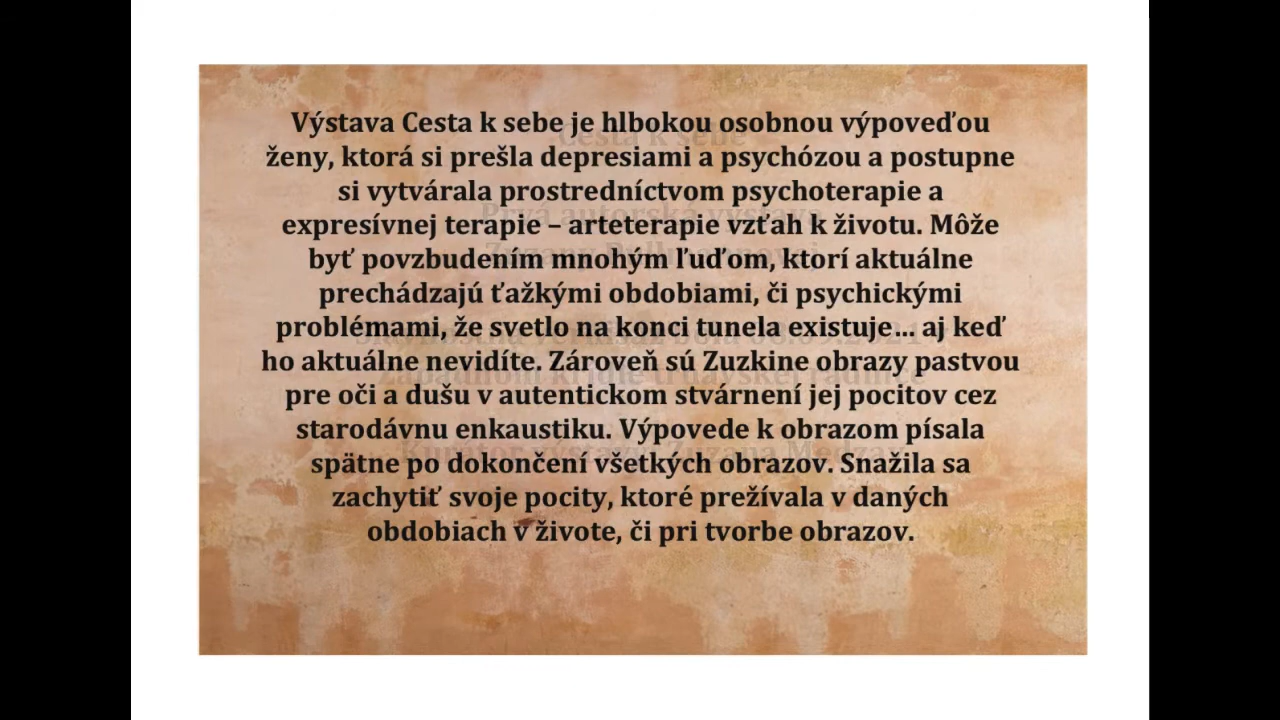 Výstava Cesta k sebe je hlbokou osobnou výpoveďou
ženy, ktorá si prešla depresiami a psychózou a postupne
si vytvárala prostredníctvom psychoterapie a
expresívnej terapie – arteterapie vzťah k životu. Môže
byť povzbudením mnohým ľuďom, ktorí aktuálne
prechádzajú ťažkými obdobiami, či psychickými
problémami, že svetlo na konci tunela existuje… aj keď
ho aktuálne nevidíte. Zároveň sú Zuzkine obrazy pastvou
pre oči a dušu v autentickom stvárnení jej pocitov cez
starodávnu enkaustiku. Výpovede k obrazom písala
spätne po dokončení všetkých obrazov. Snažila sa
zachytiť svoje pocity, ktoré prežívala v daných
obdobiach v živote, či pri tvorbe obrazov.